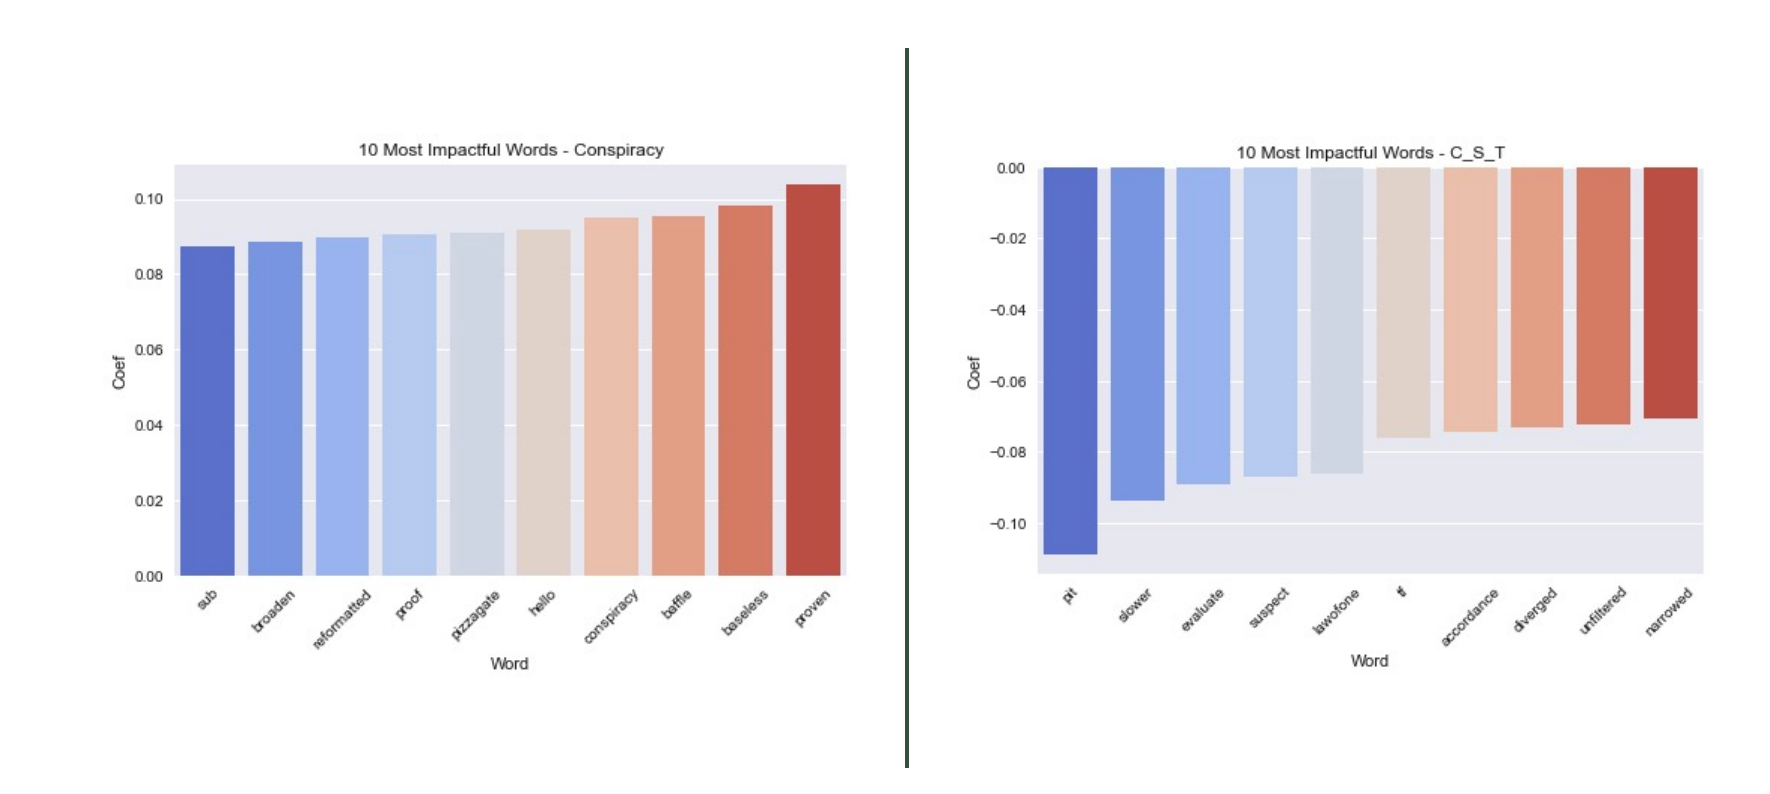 10 Most Impactful Words - Conspiracy
0.10
0.08
0.06
0.04
0.02
0.00
Coef
sub
broaden
reformatted
proof
pizzagate
hello
conspiracy
baffle
baseless
proven
Word
10 Most Impactful Words - C_S_T
0.00
−0.02
−0.04
−0.06
−0.08
−0.10
Coef
pit
slower
evaluate
suspect
lawofone
tf
accordance
diverged
unfiltered
narrowed
Word